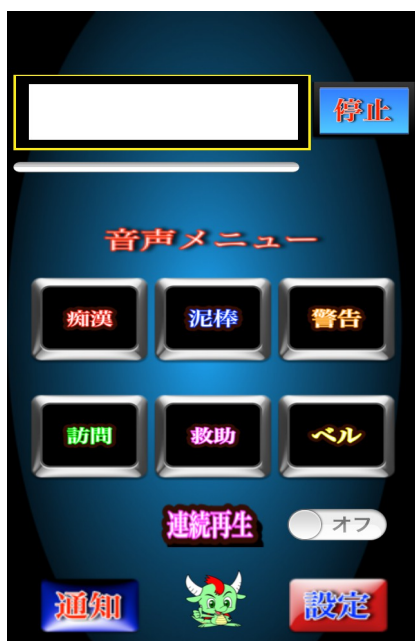 停止
音声メニュー
痴漢 泥棒 警告
訪問 救助 ベル
連続再生 オフ
通知 設定